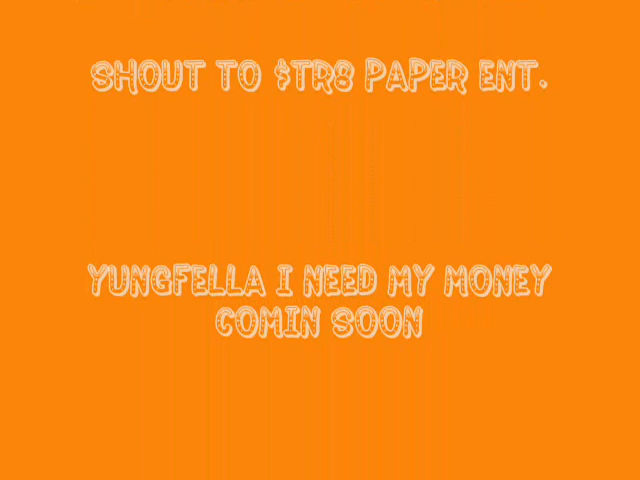 SHOUT TO $TR8 PAPER ENT.
YUNGFELLA I NEED MY MONEY
COMIN SOON